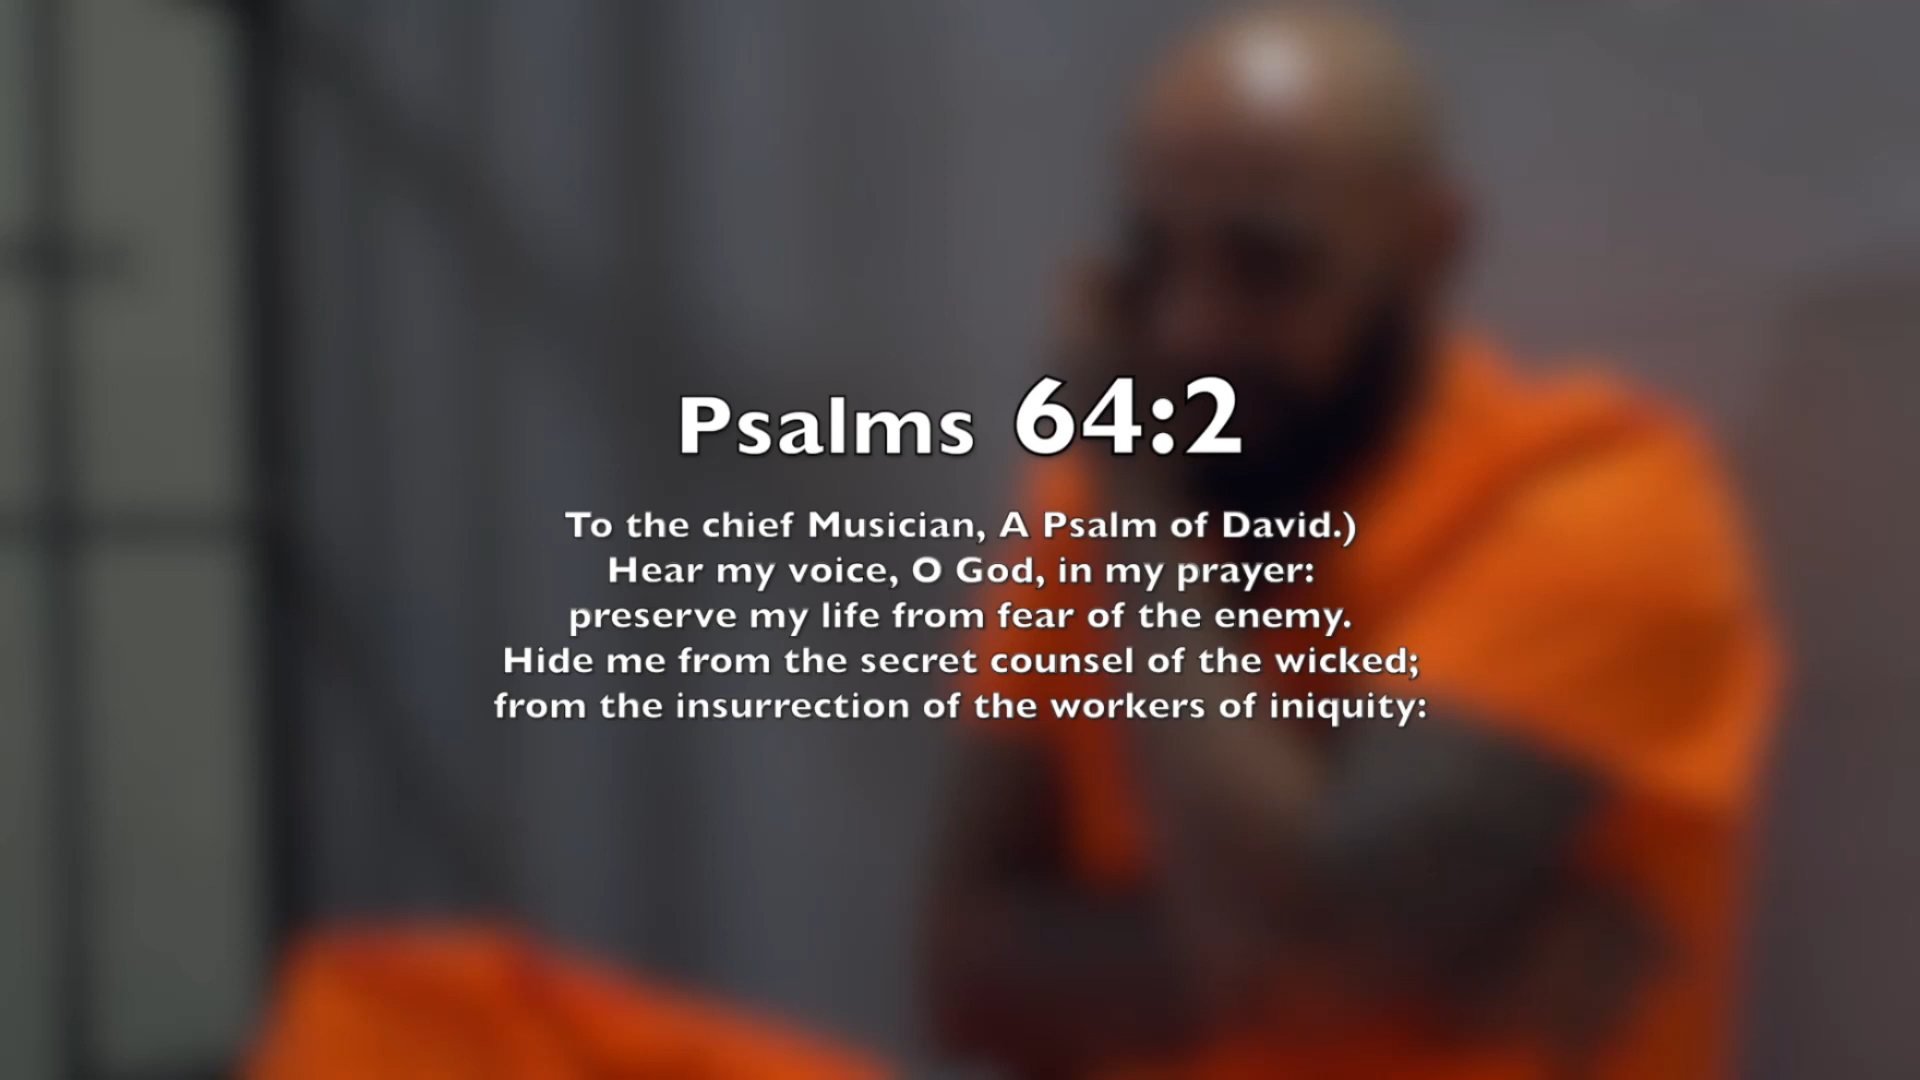 Psalms 64:2
To the chief Musician, A Psalm of David.)
Hear my voice, O God, in my prayer:
preserve my life from fear of the enemy.
Hide me from the secret counsel of the wicked;
from the insurrection of the workers of iniquity: